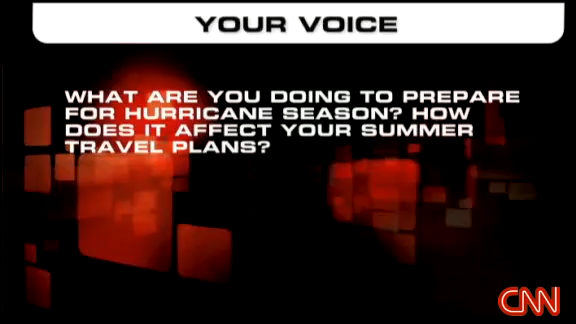 YOUR VOICE
WHAT ARE YOU DOING TO PREPARE
FOR HURRICANE SEASON? HOW
DOES IT AFFECT YOUR SUMMER
TRAVEL PLANS?
CNN